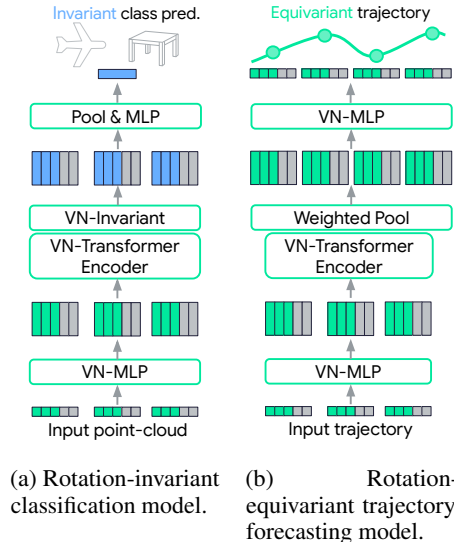 Invariant class pred.
Pool & MLP
VN-Invariant
VN-Transformer
Encoder
VN-MLP
Input point-cloud
(a) Rotation-invariant
classification model.
Equivariant trajectory
VN-MLP
Weighted Pool
VN-Transformer
Encoder
VN-MLP
Input trajectory
(b) Rotation-
equivariant trajectory
forecasting model.